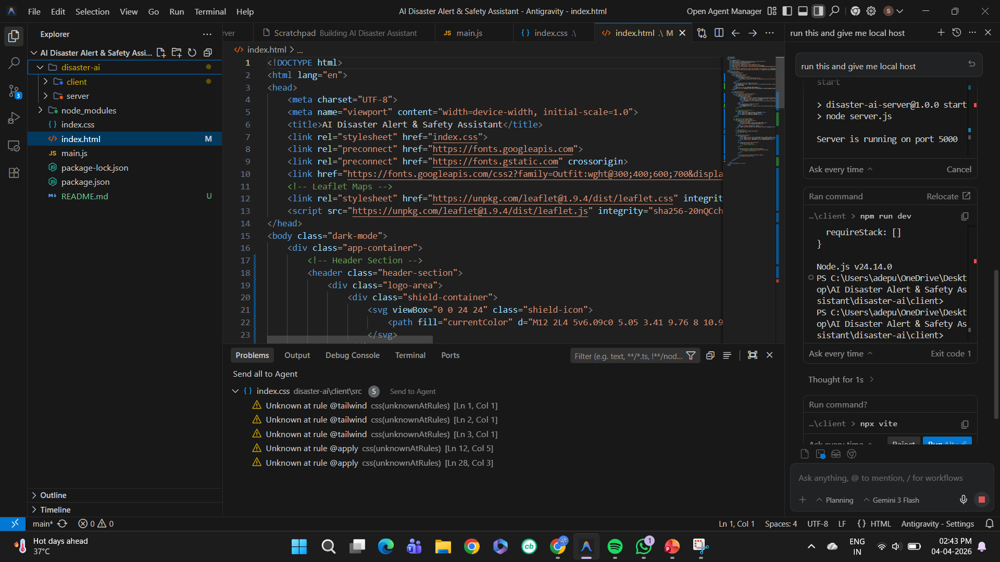 File Edit Selection View Go Run Terminal Help
AI Disaster Alert & Safety Assistant - Antigravity - index.html
Open Agent Manager
S
Explorer
AI Disaster Alert & Safety Assi...
disaster-ai
client
server
node_modules
index.css
index.html M
main.js
package-lock.json
package.json
README.md U
Outline
Timeline
3
rver
Scratchpad Building AI Disaster Assistant
JS main.js
{} index.css .\
index.html .\ M
index.html > ...
1 <!DOCTYPE html>
2 <html lang="en">
3 <head>
4 <meta charset="UTF-8">
5 <meta name="viewport" content="width=device-width, initial-scale=1.0">
6 <title>AI Disaster Alert & Safety Assistant</title>
7 <link rel="stylesheet" href="index.css">
8 <link rel="preconnect" href="https://fonts.googleapis.com">
9 <link rel="preconnect" href="https://fonts.gstatic.com" crossorigin>
10 <link href="https://fonts.googleapis.com/css2?family=Outfit:wght@300;400;600;700&displa
11 <!-- Leaflet Maps -->
12 <link rel="stylesheet" href="https://unpkg.com/leaflet@1.9.4/dist/leaflet.css" integrit
13 <script src="https://unpkg.com/leaflet@1.9.4/dist/leaflet.js" integrity="sha256-20nQCch
14 </head>
15 <body class="dark-mode">
16 <div class="app-container">
17 <!-- Header Section -->
18 <header class="header-section">
19 <div class="logo-area">
20 <div class="shield-container">
21 <svg viewBox="0 0 24 24" class="shield-icon">
22 <path fill="currentColor" d="M12 2L4 5v6.09c0 5.05 3.41 9.76 8 10.9
23 </svg>
Problems Output Debug Console Terminal Ports
Filter (e.g. text, **/*.ts, !**/nod...
Send all to Agent
{} index.css disaster-ai\client\src 5 Send to Agent
Unknown at rule @tailwind css(unknownAtRules) [Ln 1, Col 1]
Unknown at rule @tailwind css(unknownAtRules) [Ln 2, Col 1]
Unknown at rule @tailwind css(unknownAtRules) [Ln 3, Col 1]
Unknown at rule @apply css(unknownAtRules) [Ln 12, Col 5]
Unknown at rule @apply css(unknownAtRules) [Ln 28, Col 3]
run this and give me local host
run this and give me local host
start
> disaster-ai-server@1.0.0 start
> node server.js
Server is running on port 5000
Ask every time Cancel
Ran command Relocate
...\client > npm run dev
requireStack: []
}
Node.js v24.14.0
PS C:\Users\adepu\OneDrive\Deskt
op\AI Disaster Alert & Safety As
sistant\disaster-ai\client>
PS C:\Users\adepu\OneDrive\Deskt
op\AI Disaster Alert & Safety As
sistant\disaster-ai\client>
Ask every time Exit code 1
Thought for 1s
Run command?
...\client > npx vite
Ask every time Reject Run Alt+
Ask anything, @ to mention, / for workflows
Planning Gemini 3 Flash
main* 0 0
Ln 1, Col 1 Spaces: 4 UTF-8 LF {} HTML Antigravity - Settings
Hot days ahead
37°C
cb
1
ENG
IN
02:43 PM
04-04-2026